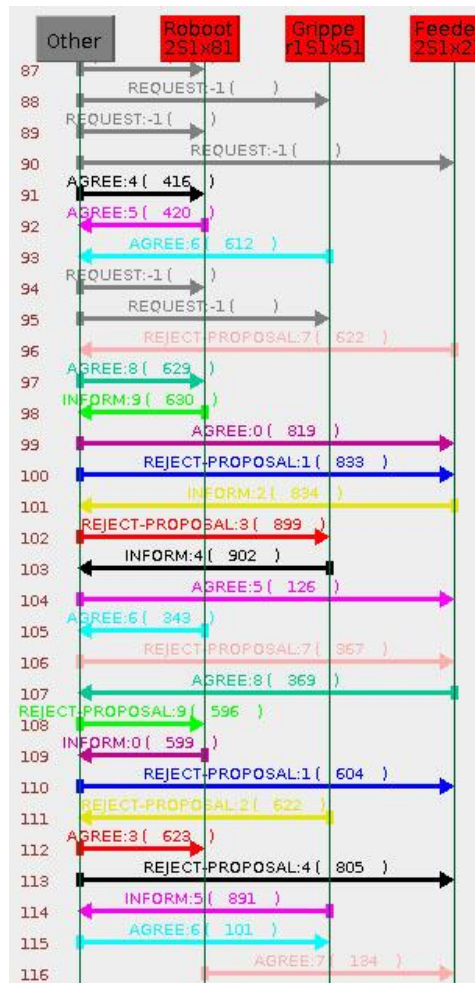 Other
Roboot
2S1x81
Grippe
r1S1x51
Feede
2S1x2
87
88 REQUEST:-1 ( )
89 REQUEST:-1 ( )
90 REQUEST:-1 ( )
91 AGREE:4 ( 416 )
92 AGREE:5 ( 420 )
93 AGREE:6 ( 612 )
94 REQUEST:-1 ( )
95 REQUEST:-1 ( )
96 REJECT-PROPOSAL:7 ( 622 )
97 AGREE:8 ( 629 )
98 INFORM:9 ( 630 )
99 AGREE:0 ( 819 )
100 REJECT-PROPOSAL:1 ( 833 )
101 INFORM:2 ( 834 )
102 REJECT-PROPOSAL:3 ( 899 )
103 INFORM:4 ( 902 )
104 AGREE:5 ( 126 )
105 AGREE:6 ( 343 )
106 REJECT-PROPOSAL:7 ( 367 )
107 AGREE:8 ( 369 )
108 REJECT-PROPOSAL:9 ( 596 )
109 INFORM:0 ( 599 )
110 REJECT-PROPOSAL:1 ( 604 )
111 REJECT-PROPOSAL:2 ( 622 )
112 AGREE:3 ( 623 )
113 REJECT-PROPOSAL:4 ( 805 )
114 INFORM:5 ( 891 )
115 AGREE:6 ( 101 )
116 AGREE:7 ( 134 )